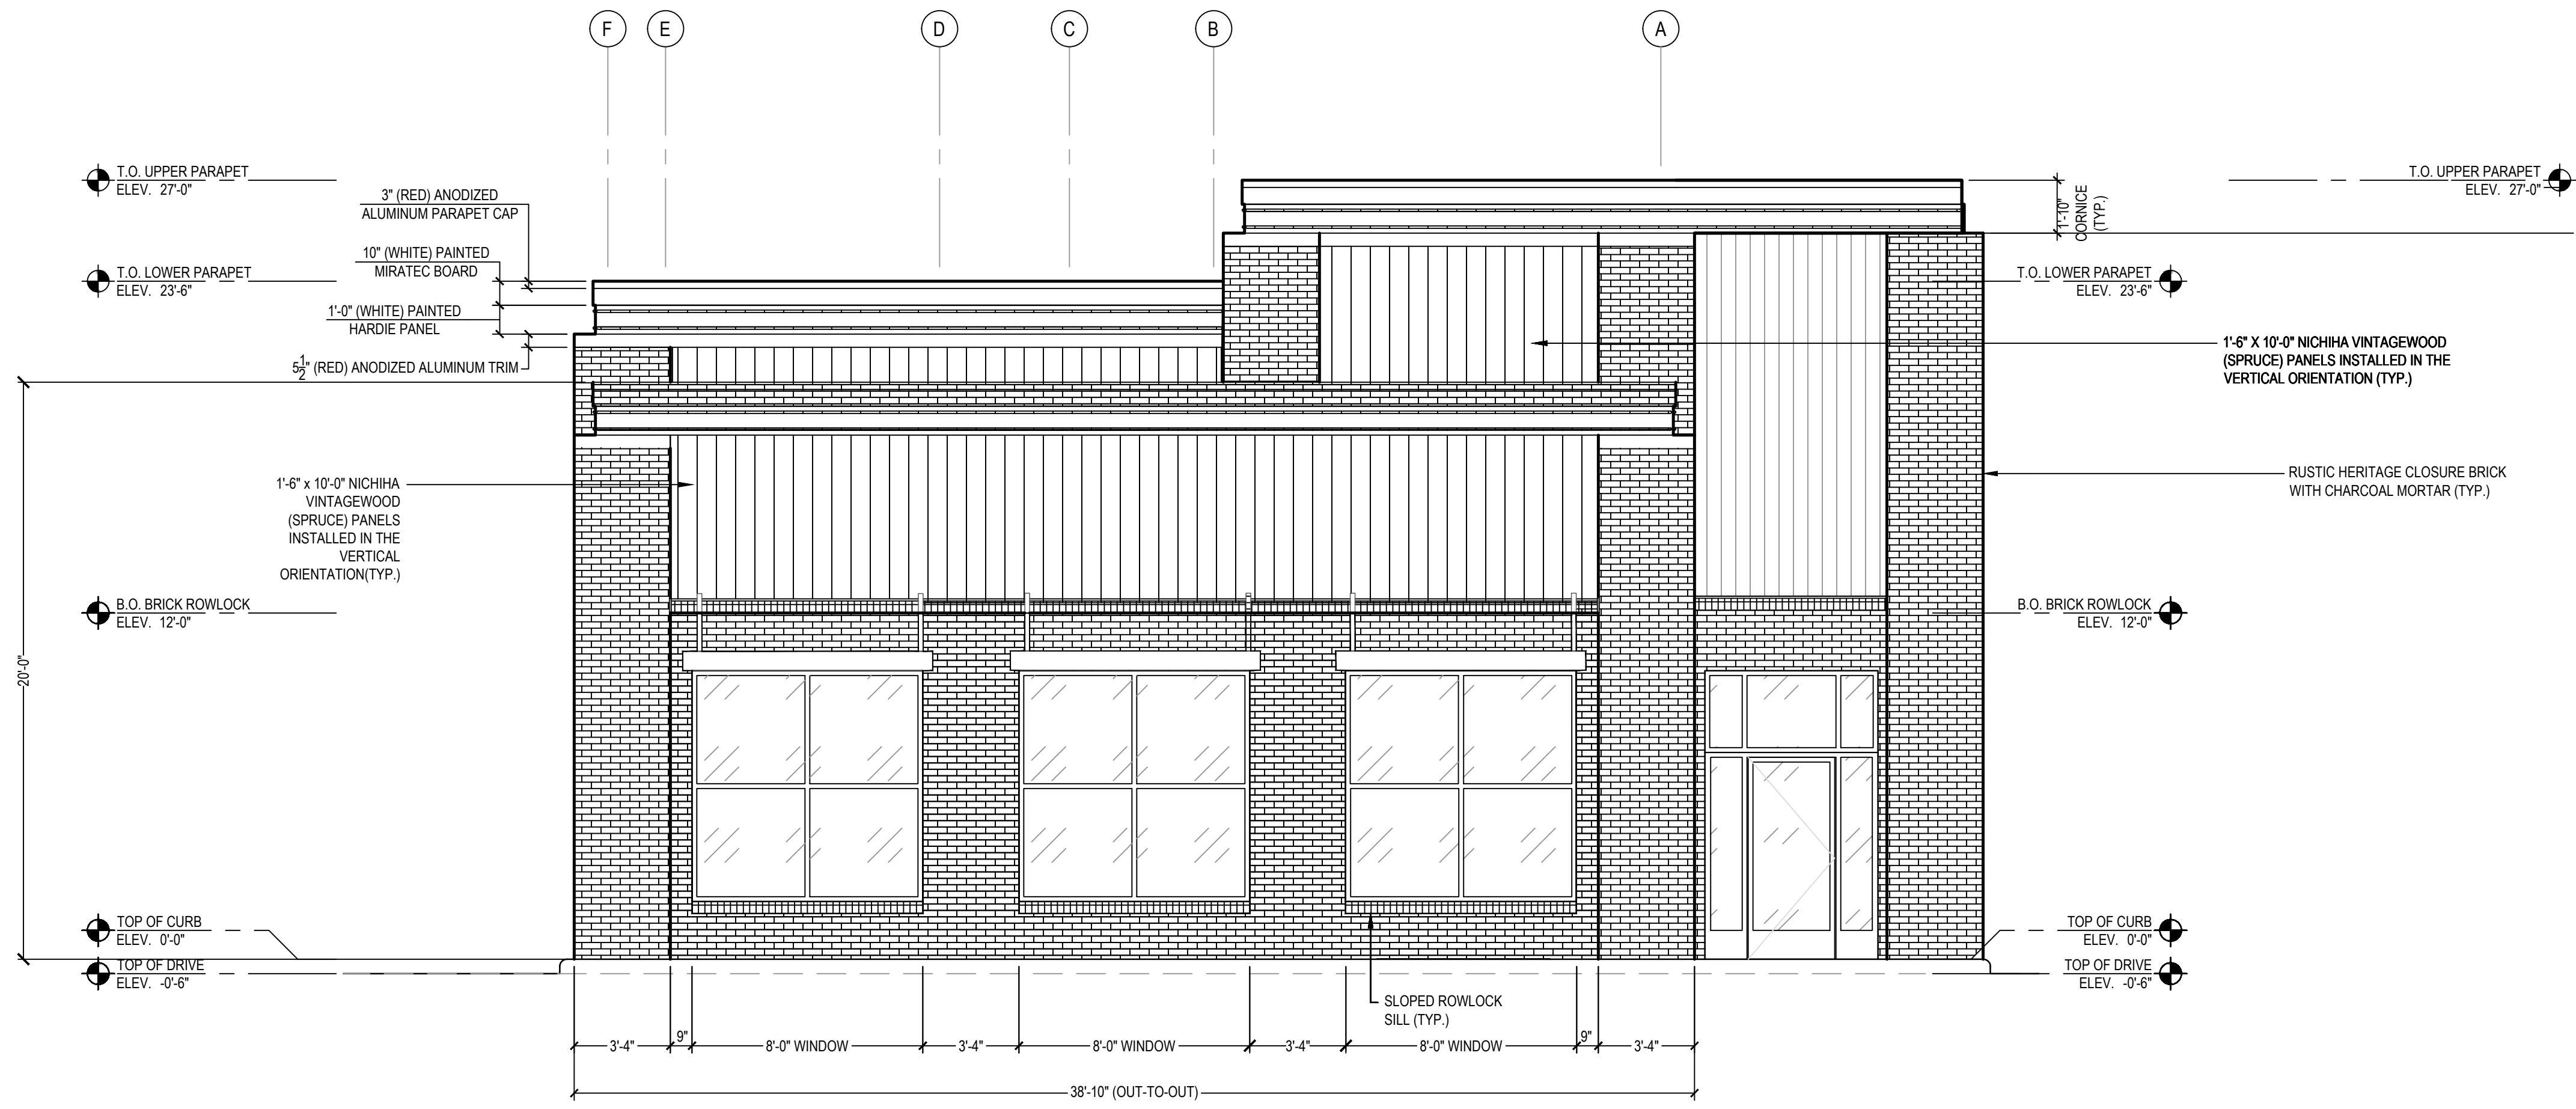 F
E
D
C
B
A
T.O. UPPER PARAPET
ELEV. 27'-0"
T.O. LOWER PARAPET
ELEV. 23'-6"
3" (RED) ANODIZED
ALUMINUM PARAPET CAP
10" (WHITE) PAINTED
MIRATEC BOARD
1'-0" (WHITE) PAINTED
HARDIE PANEL
5 1/2" (RED) ANODIZED ALUMINUM TRIM
1'-6" x 10'-0" NICHIHA
VINTAGEWOOD
(SPRUCE) PANELS
INSTALLED IN THE
VERTICAL
ORIENTATION(TYP.)
B.O. BRICK ROWLOCK
ELEV. 12'-0"
20'-0"
TOP OF CURB
ELEV. 0'-0"
TOP OF DRIVE
ELEV. -0'-6"
T.O. UPPER PARAPET
ELEV. 27'-0"
1'-10"
CORNICE
(TYP.)
T.O. LOWER PARAPET
ELEV. 23'-6"
1'-6" X 10'-0" NICHIHA VINTAGEWOOD
(SPRUCE) PANELS INSTALLED IN THE
VERTICAL ORIENTATION (TYP.)
RUSTIC HERITAGE CLOSURE BRICK
WITH CHARCOAL MORTAR (TYP.)
B.O. BRICK ROWLOCK
ELEV. 12'-0"
TOP OF CURB
ELEV. 0'-0"
TOP OF DRIVE
ELEV. -0'-6"
SLOPED ROWLOCK
SILL (TYP.)
3'-4"
9"
8'-0" WINDOW
3'-4"
8'-0" WINDOW
3'-4"
8'-0" WINDOW
9"
3'-4"
38'-10" (OUT-TO-OUT)